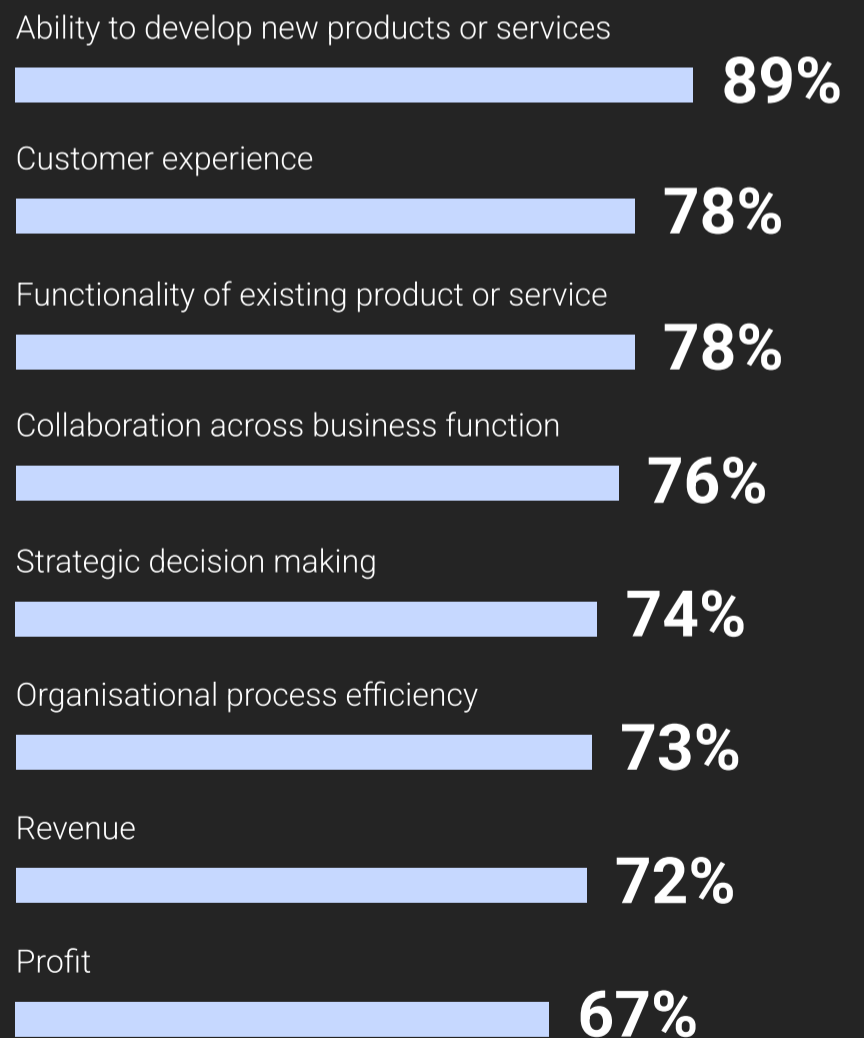 Ability to develop new products or services
89%
Customer experience
78%
Functionality of existing product or service
78%
Collaboration across business function
76%
Strategic decision making
74%
Organisational process efficiency
73%
Revenue
72%
Profit
67%